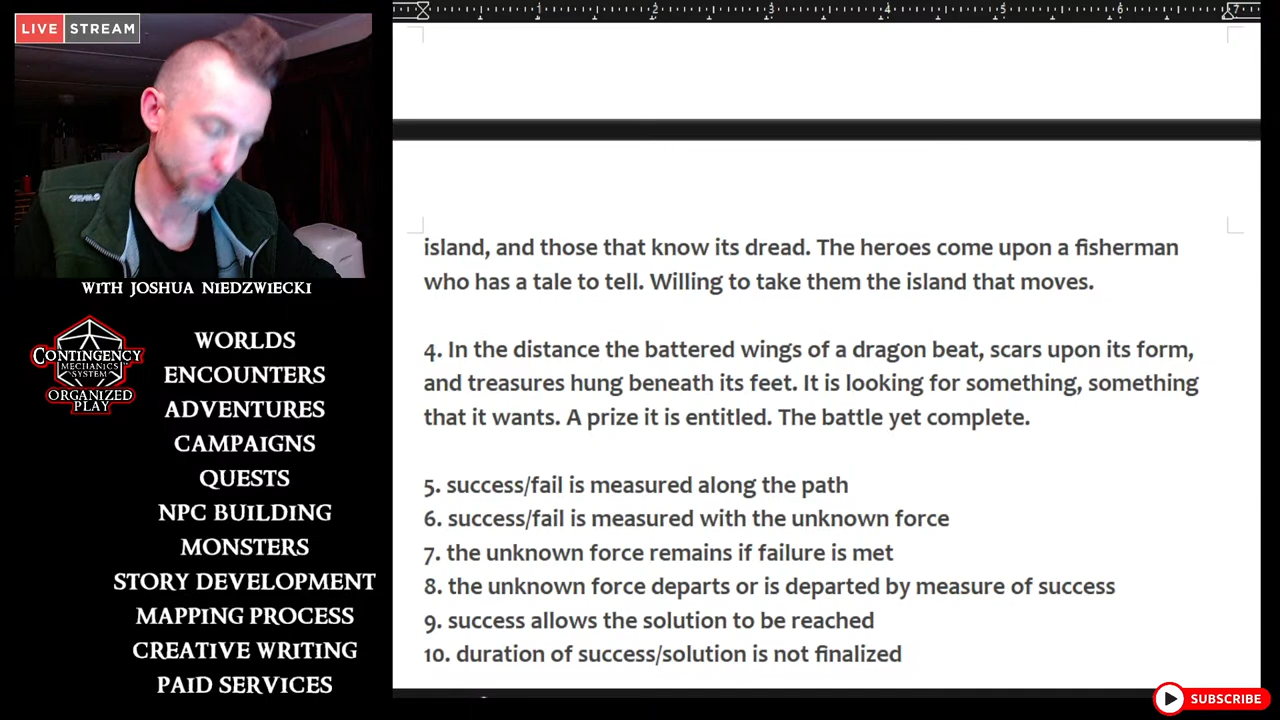 LIVE STREAM
WITH JOSHUA NIEDZWIECKI
CONTINGENCY
MECHANICS
SYSTEM
ORGANIZED
PLAY
WORLDS
ENCOUNTERS
ADVENTURES
CAMPAIGNS
QUESTS
NPC BUILDING
MONSTERS
STORY DEVELOPMENT
MAPPING PROCESS
CREATIVE WRITING
PAID SERVICES
1 2 3 4 5 6 7
island, and those that know its dread. The heroes come upon a fisherman
who has a tale to tell. Willing to take them the island that moves.
4. In the distance the battered wings of a dragon beat, scars upon its form,
and treasures hung beneath its feet. It is looking for something, something
that it wants. A prize it is entitled. The battle yet complete.
5. success/fail is measured along the path
6. success/fail is measured with the unknown force
7. the unknown force remains if failure is met
8. the unknown force departs or is departed by measure of success
9. success allows the solution to be reached
10. duration of success/solution is not finalized
SUBSCRIBE